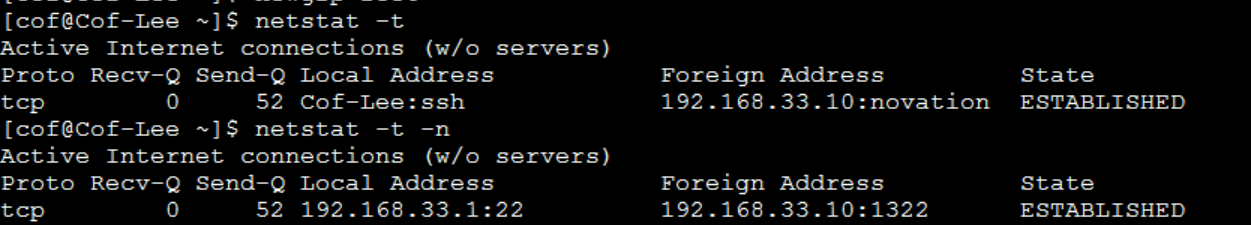 [cof@Cof-Lee ~]$ netstat -t
Active Internet connections (w/o servers)
Proto Recv-Q Send-Q Local Address           Foreign Address         State
tcp        0     52 Cof-Lee:ssh             192.168.33.10:novation  ESTABLISHED
[cof@Cof-Lee ~]$ netstat -t -n
Active Internet connections (w/o servers)
Proto Recv-Q Send-Q Local Address           Foreign Address         State
tcp        0     52 192.168.33.1:22         192.168.33.10:1322      ESTABLISHED